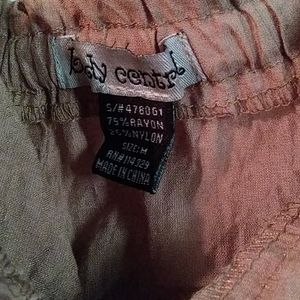 body central
S/#478061
75%RAYON
25%NYLON
SIZE: M
RN#114329
MADE IN CHINA